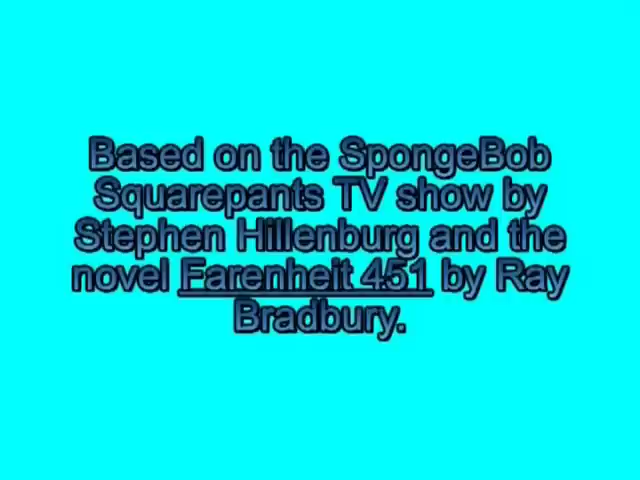 Based on the SpongeBob
Squarepants TV show by
Stephen Hillenburg and the
novel Farenheit 451 by Ray
Bradbury.